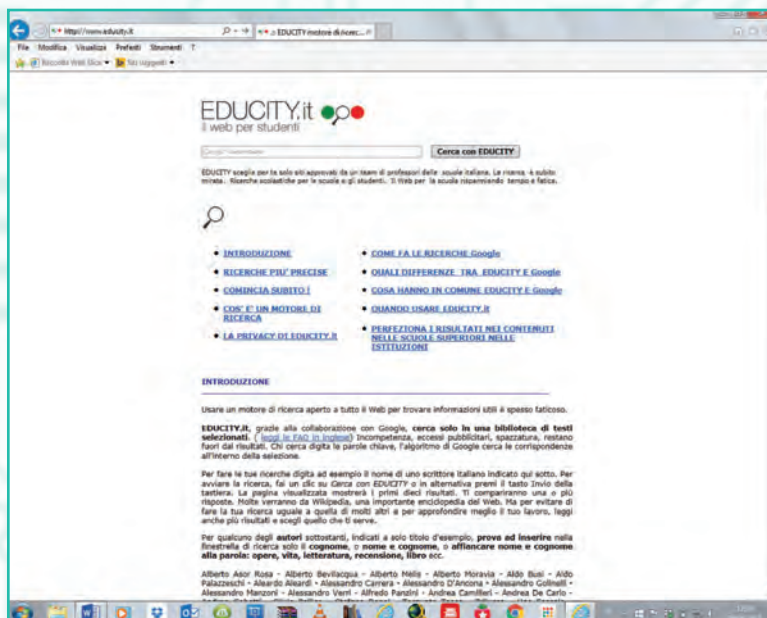 http://www.educity.it
EDUCITY motore di ricerc...
File Modifica Visualizza Preferiti Strumenti ?
Raccolta Web Slice Siti suggeriti
EDUCITY.it
il web per studenti
Cerca con EDUCITY
EDUCITY sceglie per te solo siti approvati da un team di professori della scuola italiana. La ricerca è subito
mirata. Ricerche scolastiche per la scuola e gli studenti. Il Web per la scuola risparmiando tempo e fatica.
• INTRODUZIONE
• RICERCHE PIU' PRECISE
• COMINCIA SUBITO !
• COS' E' UN MOTORE DI
RICERCA
• LA PRIVACY DI EDUCITY.it
• COME FA LE RICERCHE Google
• QUALI DIFFERENZE TRA EDUCITY E Google
• COSA HANNO IN COMUNE EDUCITY E Google
• QUANDO USARE EDUCITY.it
• PERFEZIONA I RISULTATI NEI CONTENUTI
NELLE SCUOLE SUPERIORI NELLE
ISTITUZIONI
INTRODUZIONE
Usare un motore di ricerca aperto a tutto il Web per trovare informazioni utili è spesso faticoso.
EDUCITY.it, grazie alla collaborazione con Google, cerca solo in una biblioteca di testi
selezionati. ( leggi le FAQ in inglese) Incompetenza, eccessi pubblicitari, spazzatura, restano
fuori dai risultati. Chi cerca digita le parole chiave, l'algoritmo di Google cerca le corrispondenze
all'interno della selezione.
Per fare le tue ricerche digita ad esempio il nome di uno scrittore italiano indicato qui sotto. Per
avviare la ricerca, fai un clic su Cerca con EDUCITY o in alternativa premi il tasto Invio della
tastiera. La pagina visualizzata mostrerà i primi dieci risultati. Ti compariranno una o più
risposte. Molte verranno da Wikipedia, una importante enciclopedia del Web. Ma per evitare di
fare la tua ricerca uguale a quella di molti altri e per approfondire meglio il tuo lavoro, leggi
anche più risultati e scegli quello che ti serve.
Per qualcuno degli autori sottostanti, indicati a solo titolo d'esempio, prova ad inserire nella
finestrella di ricerca solo il cognome, o nome e cognome, o affiancare nome e cognome
alla parola: opere, vita, letteratura, recensione, libro ecc.
Alberto Asor Rosa - Alberto Bevilacqua - Alberto Melis - Alberto Moravia - Aldo Busi - Aldo
Palazzeschi - Aleardo Aleardi - Alessandro Carrera - Alessandro D'Ancona - Alessandro Golinelli -
Alessandro Manzoni - Alessandro Verri - Alfredo Panzini - Andrea Camilleri - Andrea De Carlo -